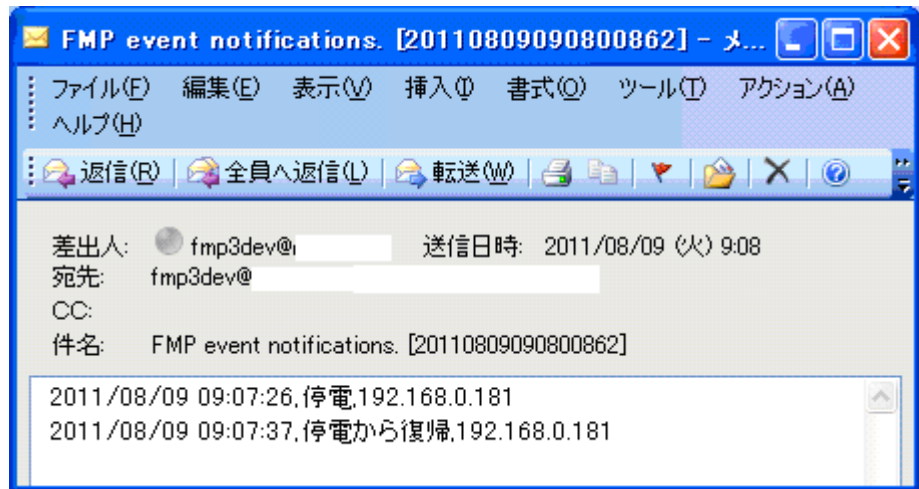 FMP event notifications. [20110809090800862] - メ...
ファイル(F) 編集(E) 表示(V) 挿入(I) 書式(O) ツール(T) アクション(A)
ヘルプ(H)
返信(R) 全員へ返信(L) 転送(W)
差出人: fmp3dev@ 送信日時: 2011/08/09 (火) 9:08
宛先: fmp3dev@
CC:
件名: FMP event notifications. [20110809090800862]
2011/08/09 09:07:26,停電,192.168.0.181
2011/08/09 09:07:37,停電から復帰,192.168.0.181